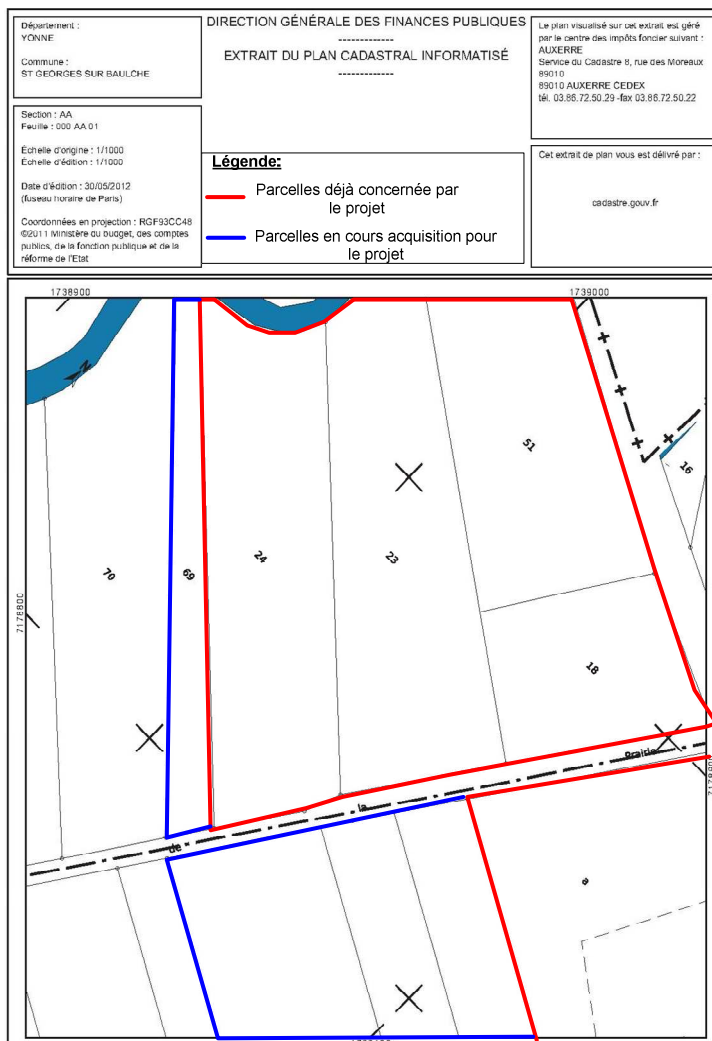 Département :
YONNE
Commune :
ST GEORGES SUR BAULCHE
Section : AA
Feuille : 000 AA 01
Échelle d'origine : 1/1000
Échelle d'édition : 1/1000
Date d'édition : 30/05/2012
(fuseau horaire de Paris)
Coordonnées en projection : RGF93CC48
©2011 Ministère du budget, des comptes
publics, de la fonction publique et de la
réforme de l'Etat
DIRECTION GÉNÉRALE DES FINANCES PUBLIQUES
-------------
EXTRAIT DU PLAN CADASTRAL INFORMATISÉ
-------------
Légende:
Parcelles déjà concernée par
le projet
Parcelles en cours acquisition pour
le projet
Le plan visualisé sur cet extrait est géré
par le centre des impôts foncier suivant :
AUXERRE
Service du Cadastre 8, rue des Moreaux
89010
89010 AUXERRE CEDEX
tél. 03.86.72.50.29 -fax 03.86.72.50.22
Cet extrait de plan vous est délivré par :
cadastre.gouv.fr
1738900
1739000
N
51
16
70
69
24
23
7178800
18
Prairie
7178800
la
de
a